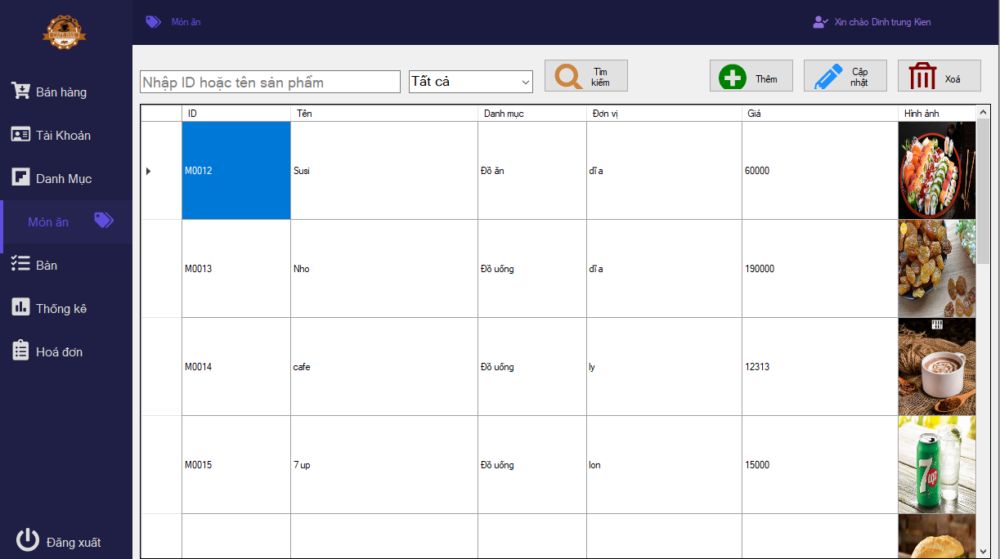 Món ăn
Xin chào Dinh trung Kien
Bán hàng
Tài Khoản
Danh Mục
Món ăn
Bàn
Thống kê
Hoá đơn
Đăng xuất
Nhập ID hoặc tên sản phẩm
Tất cả
Tìm
kiếm
Thêm
Cập
nhật
Xoá
ID Tên Danh mục Đơn vị Giá Hình ảnh
M0012 Susi Đồ ăn dĩa 60000
M0013 Nho Đồ uống dĩa 190000
M0014 cafe Đồ uống ly 12313
M0015 7 up Đồ uống lon 15000
7up